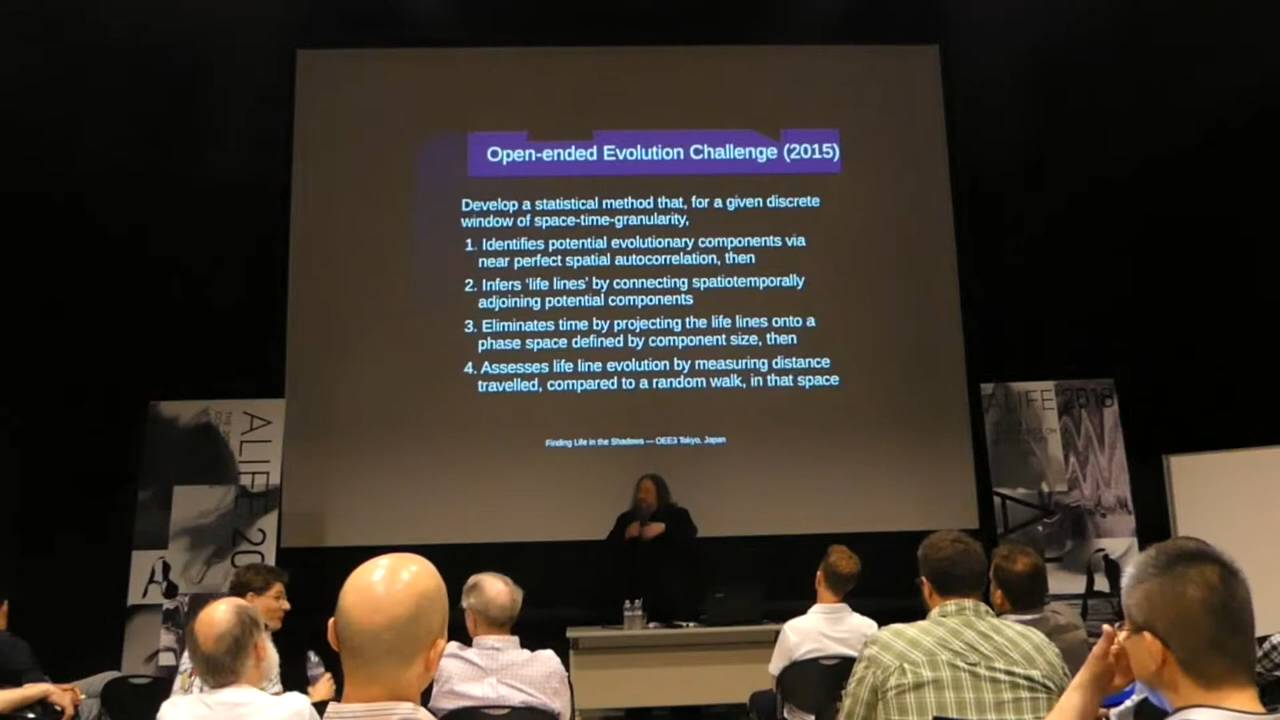 Open-ended Evolution Challenge (2015)
Develop a statistical method that, for a given discrete
window of space-time-granularity,
1. Identifies potential evolutionary components via
near perfect spatial autocorrelation, then
2. Infers ‘life lines’ by connecting spatiotemporally
adjoining potential components
3. Eliminates time by projecting the life lines onto a
phase space defined by component size, then
4. Assesses life line evolution by measuring distance
travelled, compared to a random walk, in that space
Finding Life in the Shadows — OEE3 Tokyo, Japan
ALIFE 20
ALIFE 2018